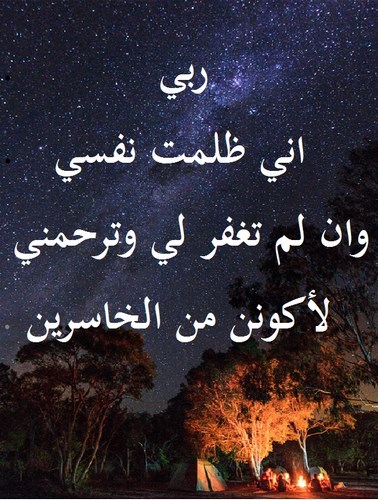 ربي
اني ظلمت نفسي
وان لم تغفر لي وترحمني
لأكونن من الخاسرين